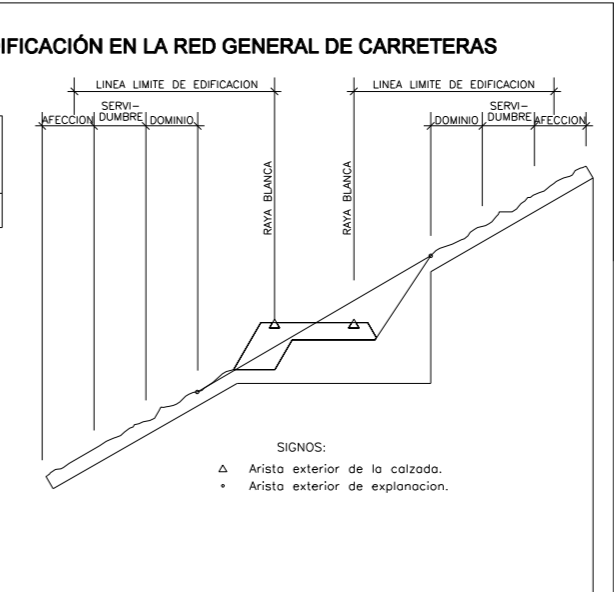 IFICACIÓN EN LA RED GENERAL DE CARRETERAS
LINEA LIMITE DE EDIFICACION
LINEA LIMITE DE EDIFICACION
AFECCION
SERVI-
DUMBRE
DOMINIO
DOMINIO
SERVI-
DUMBRE
AFECCION
RAYA BLANCA
RAYA BLANCA
SIGNOS:
Arista exterior de la calzada.
Arista exterior de explanacion.